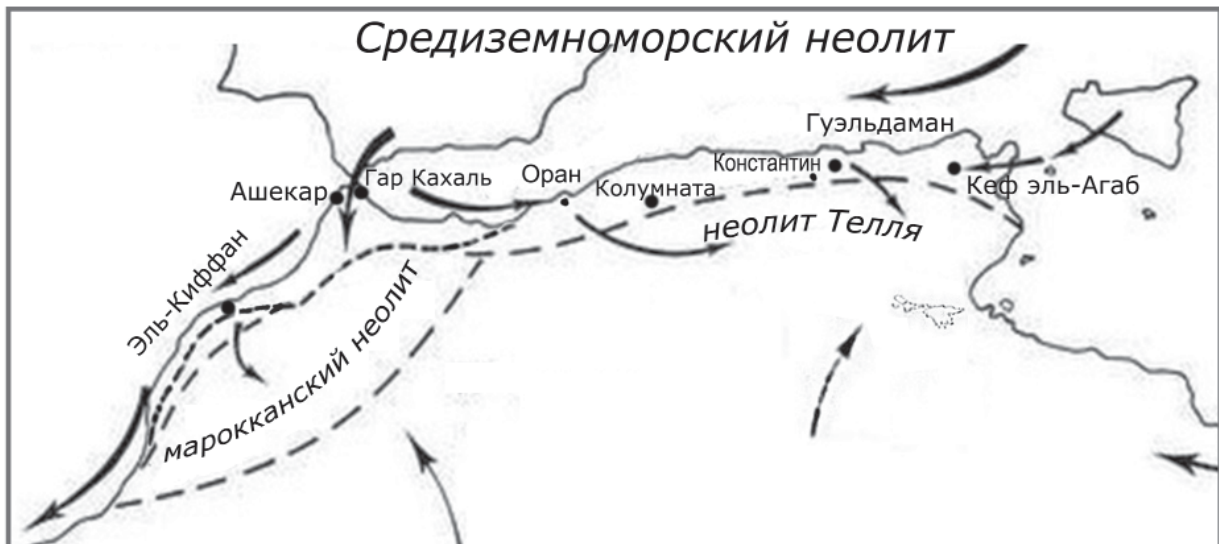 Средиземноморский неолит
Гуэльдаман
Ашекар
Гар Кахаль
Оран
Колумната
Константин
Кеф эль-Агаб
неолит Телля
Эль-Киффан
марокканский неолит